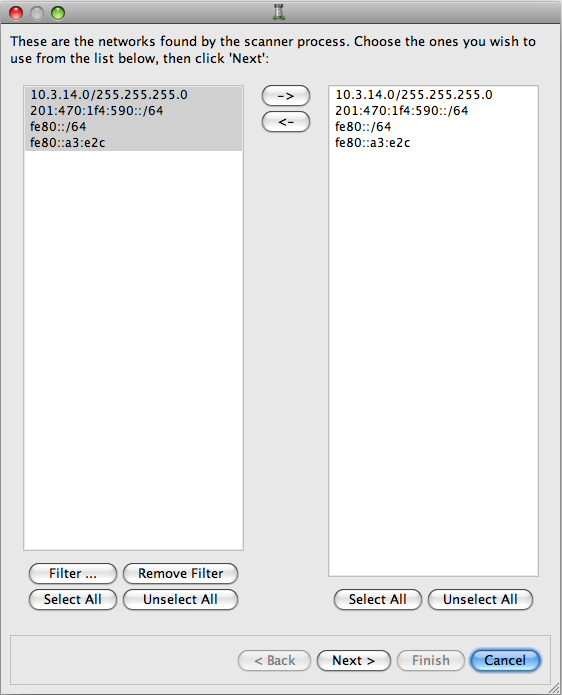 These are the networks found by the scanner process. Choose the ones you wish to
use from the list below, then click 'Next':
10.3.14.0/255.255.255.0
201:470:1f4:590::/64
fe80::/64
fe80::a3:e2c
->
<-
10.3.14.0/255.255.255.0
201:470:1f4:590::/64
fe80::/64
fe80::a3:e2c
Filter ... Remove Filter
Select All Unselect All
Select All Unselect All
< Back Next > Finish Cancel